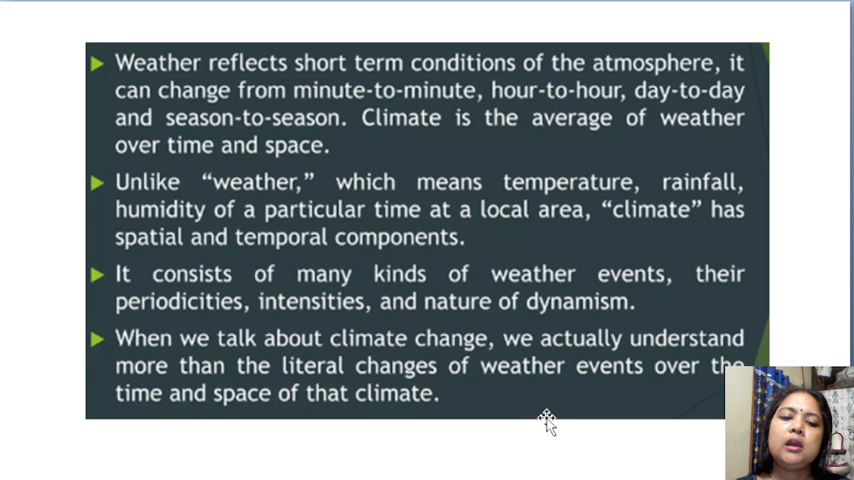 Weather reflects short term conditions of the atmosphere, it
can change from minute-to-minute, hour-to-hour, day-to-day
and season-to-season. Climate is the average of weather
over time and space.
Unlike “weather,” which means temperature, rainfall,
humidity of a particular time at a local area, “climate” has
spatial and temporal components.
It consists of many kinds of weather events, their
periodicities, intensities, and nature of dynamism.
When we talk about climate change, we actually understand
more than the literal changes of weather events over the
time and space of that climate.